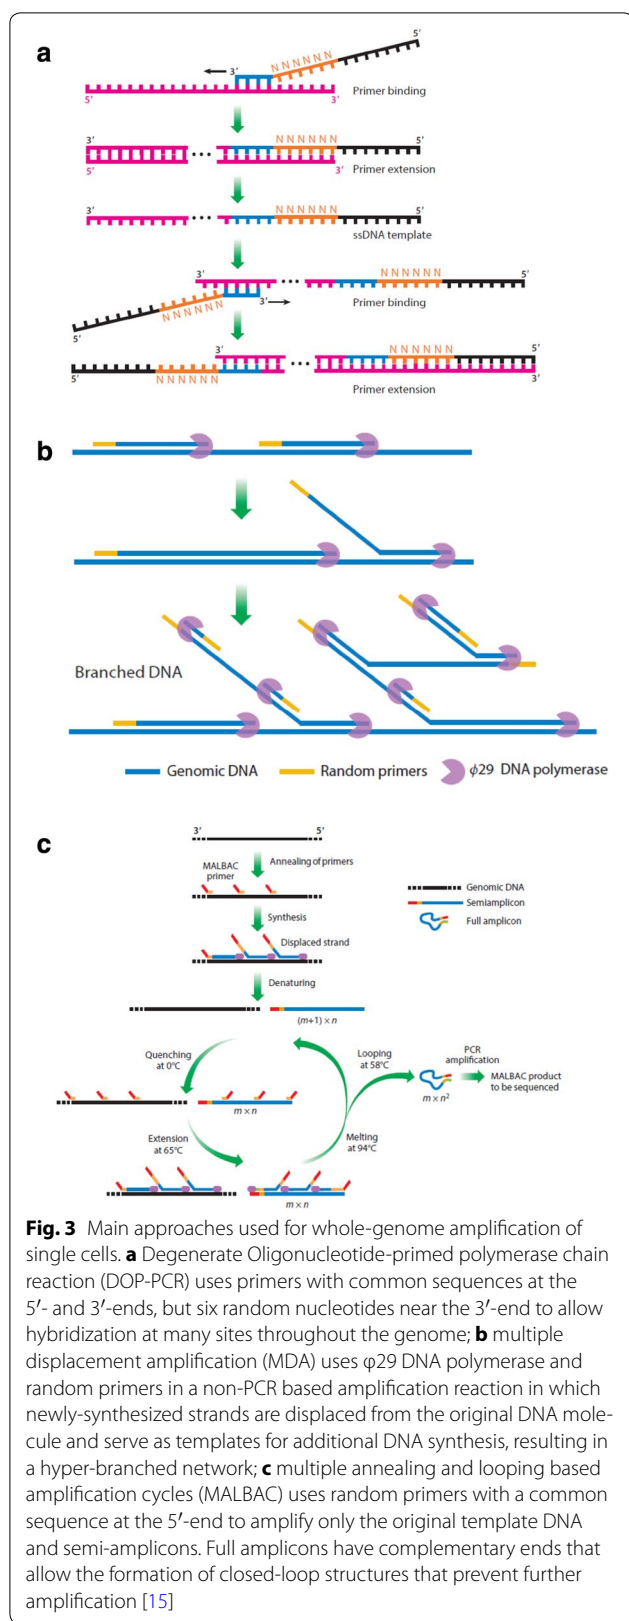 a
3′
5′
NNNNNN
5′
3′
Primer binding
3′
NNNNNN
5′
5′
3′
Primer extension
3′
NNNNNN
5′
ssDNA template
3′
NNNNNN
5′
3′
Primer binding
NNNNNN
5′
3′
NNNNNN
5′
5′
NNNNNN
3′
Primer extension
b
Branched DNA
Genomic DNA
Random primers
ϕ29 DNA polymerase
c
3′
5′
MALBAC
primer
Annealing of primers
Genomic DNA
Semiamplicon
Full amplicon
Synthesis
Displaced strand
Denaturing
(m+1) × n
Quenching
at 0°C
Looping
at 58°C
PCR
amplification
MALBAC product
to be sequenced
m × n²
m × n
Extension
at 65°C
Melting
at 94°C
m × n
Fig. 3 Main approaches used for whole-genome amplification of
single cells. a Degenerate Oligonucleotide-primed polymerase chain
reaction (DOP-PCR) uses primers with common sequences at the
5′- and 3′-ends, but six random nucleotides near the 3′-end to allow
hybridization at many sites throughout the genome; b multiple
displacement amplification (MDA) uses φ29 DNA polymerase and
random primers in a non-PCR based amplification reaction in which
newly-synthesized strands are displaced from the original DNA mole-
cule and serve as templates for additional DNA synthesis, resulting in
a hyper-branched network; c multiple annealing and looping based
amplification cycles (MALBAC) uses random primers with a common
sequence at the 5′-end to amplify only the original template DNA
and semi-amplicons. Full amplicons have complementary ends that
allow the formation of closed-loop structures that prevent further
amplification [15]